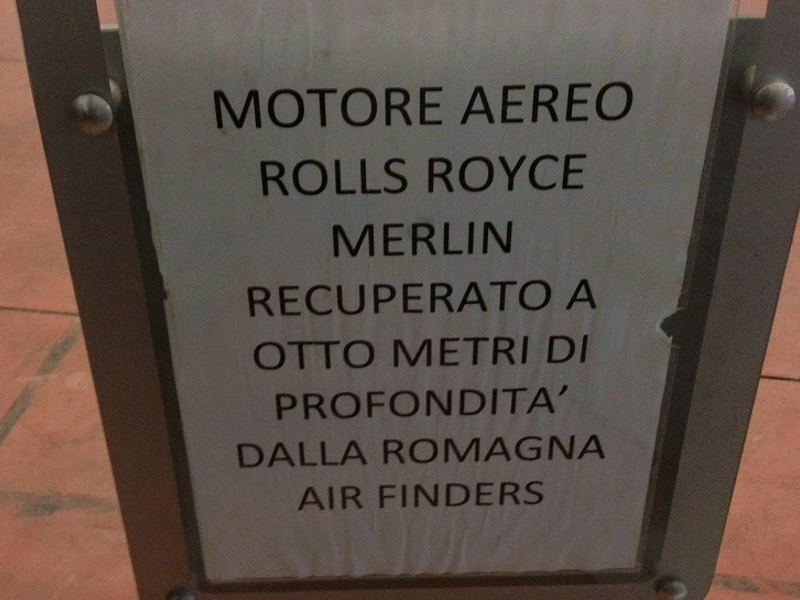 MOTORE AEREO
ROLLS ROYCE
MERLIN
RECUPERATO A
OTTO METRI DI
PROFONDITA’
DALLA ROMAGNA
AIR FINDERS